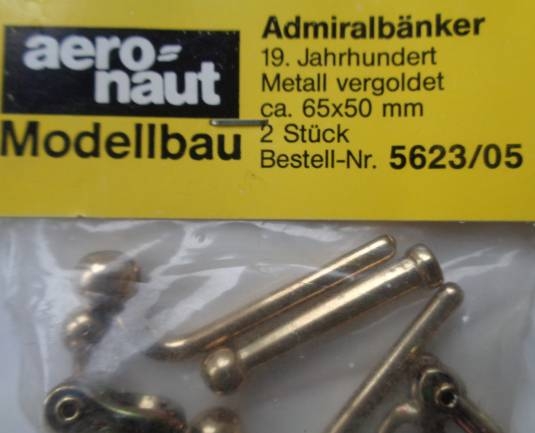 aero=
naut
Modellbau
Admiralbänker
19. Jahrhundert
Metall vergoldet
ca. 65x50 mm
2 Stück
Bestell-Nr. 5623/05